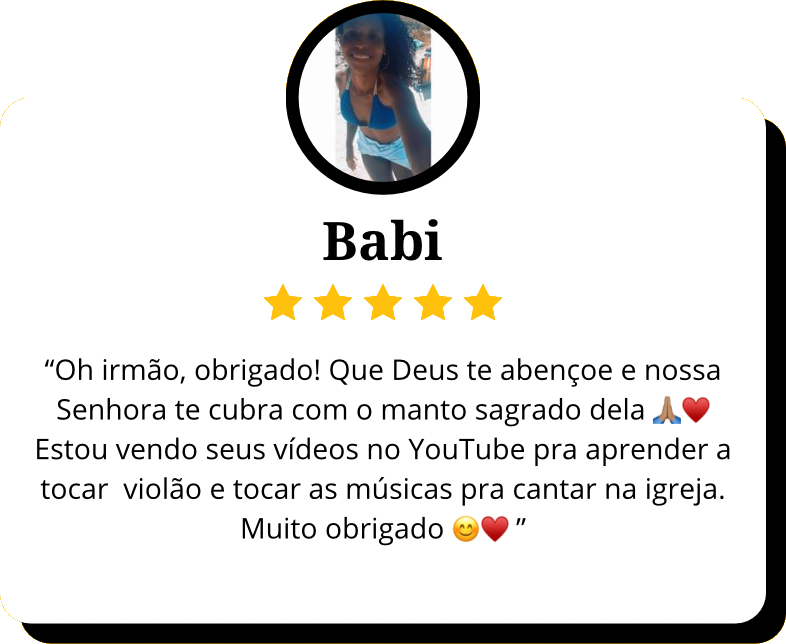 Babi
“Oh irmão, obrigado! Que Deus te abençoe e nossa
Senhora te cubra com o manto sagrado dela 🙏🏽♥️
Estou vendo seus vídeos no YouTube pra aprender a
tocar  violão e tocar as músicas pra cantar na igreja.
Muito obrigado 😊♥️ ”